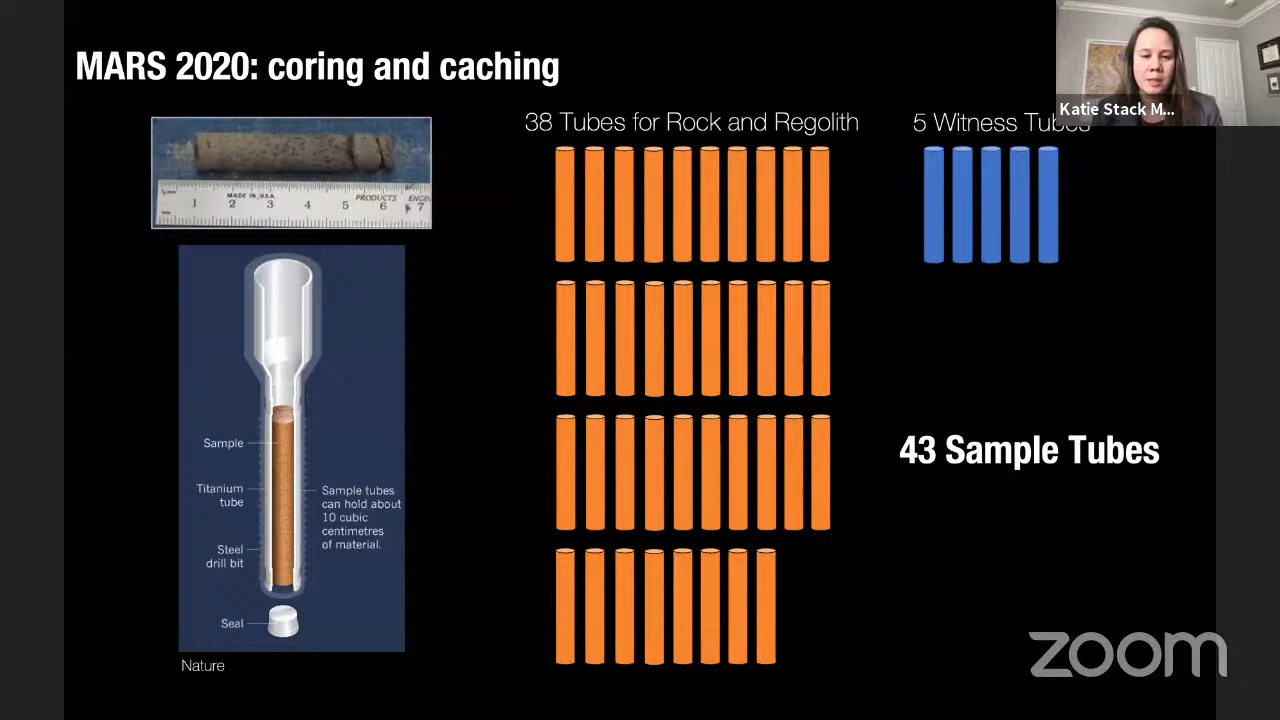 MARS 2020: coring and caching
Katie Stack M...
38 Tubes for Rock and Regolith
5 Witness Tubes
MADE IN U.S.A.
PRODUCTS
ENGIN
1 2 3 4 5 6 7
43 Sample Tubes
Sample
Titanium
tube
Steel
drill bit
Seal
Sample tubes
can hold about
10 cubic
centimetres
of material.
Nature
zoom